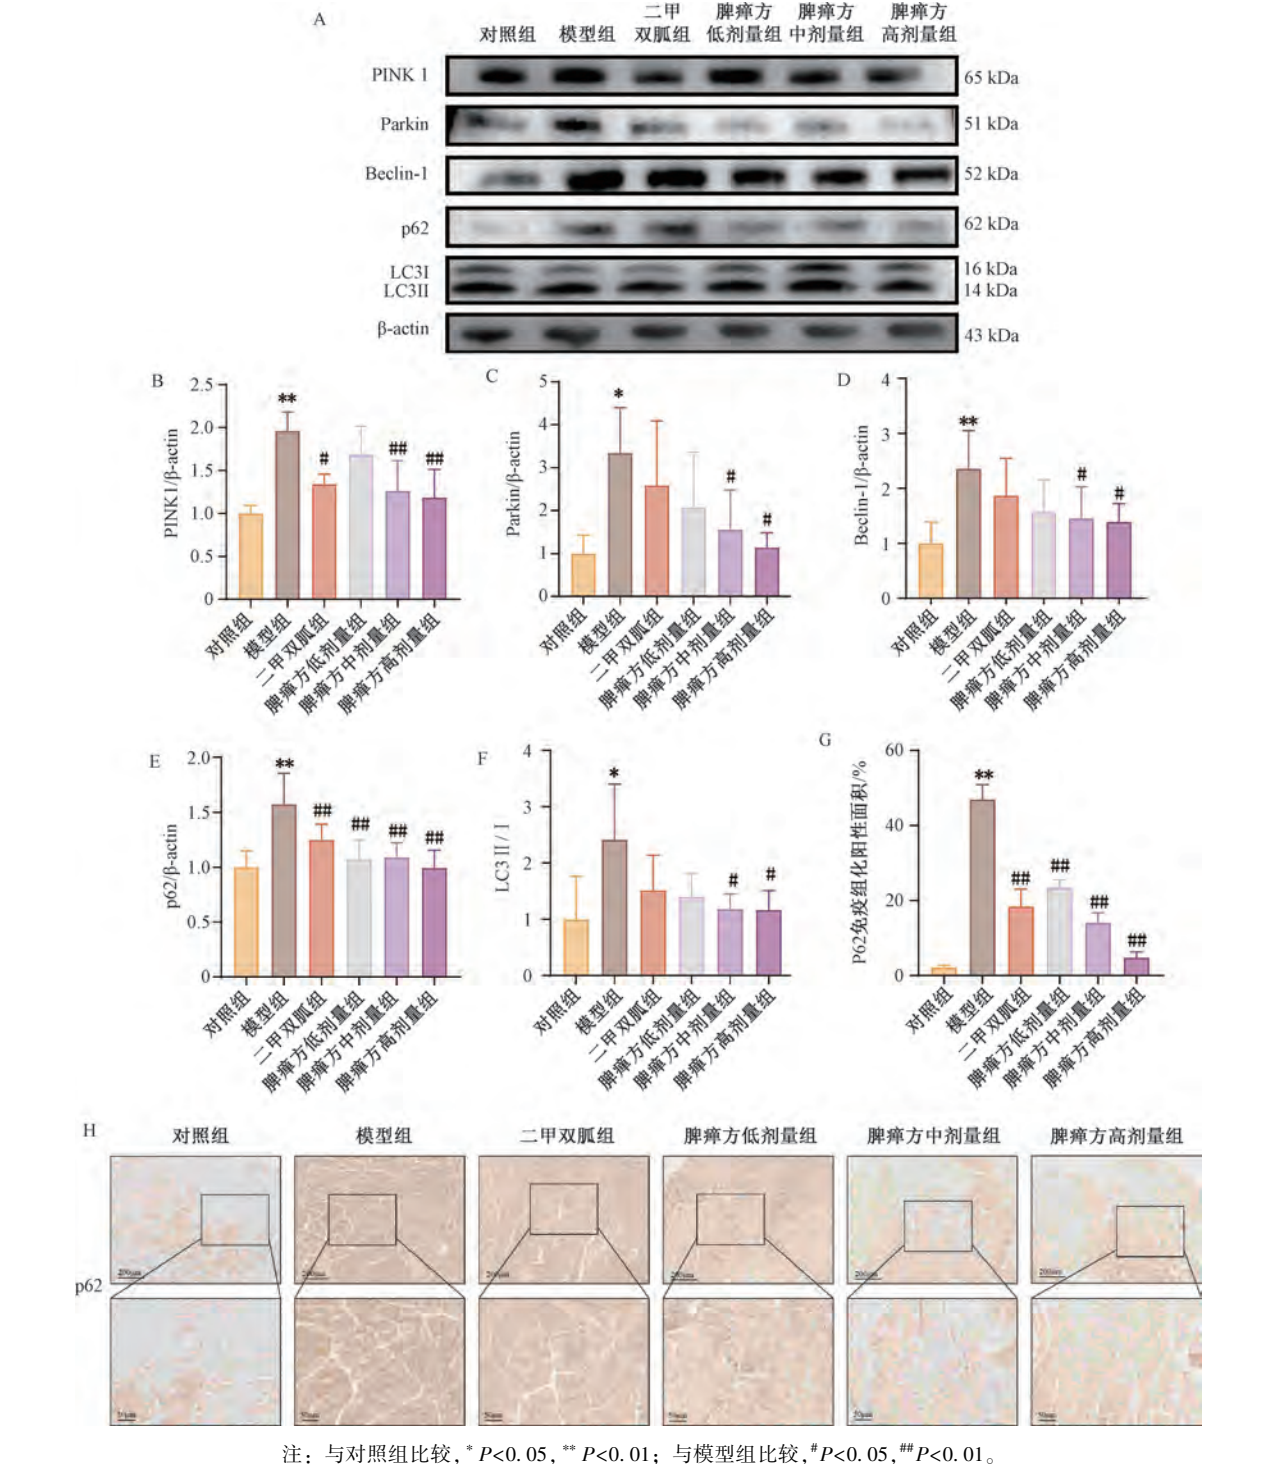 A
对照组 模型组 二甲双胍组 脾瘅方低剂量组 脾瘅方中剂量组 脾瘅方高剂量组
PINK 1 65 kDa
Parkin 51 kDa
Beclin-1 52 kDa
p62 62 kDa
LC3I 16 kDa
LC3II 14 kDa
β-actin 43 kDa
B
PINK1/β-actin
2.5
2.0
1.5
1.0
0.5
0
** # ## ##
对照组 模型组 二甲双胍组 脾瘅方低剂量组 脾瘅方中剂量组 脾瘅方高剂量组
C
Parkin/β-actin
5
4
3
2
1
0
* # #
对照组 模型组 二甲双胍组 脾瘅方低剂量组 脾瘅方中剂量组 脾瘅方高剂量组
D
Beclin-1/β-actin
4
3
2
1
0
** # #
对照组 模型组 二甲双胍组 脾瘅方低剂量组 脾瘅方中剂量组 脾瘅方高剂量组
E
p62/β-actin
2.0
1.5
1.0
0.5
0
** ## ## ## ##
对照组 模型组 二甲双胍组 脾瘅方低剂量组 脾瘅方中剂量组 脾瘅方高剂量组
F
LC3Ⅱ/Ⅰ
4
3
2
1
0
* # #
对照组 模型组 二甲双胍组 脾瘅方低剂量组 脾瘅方中剂量组 脾瘅方高剂量组
G
P62免疫组化阳性面积/%
60
40
20
0
** ## ## ## ##
对照组 模型组 二甲双胍组 脾瘅方低剂量组 脾瘅方中剂量组 脾瘅方高剂量组
H
对照组 模型组 二甲双胍组 脾瘅方低剂量组 脾瘅方中剂量组 脾瘅方高剂量组
200μm 200μm 200μm 200μm 200μm 200μm
p62
50μm 50μm 50μm 50μm 50μm 50μm
注：与对照组比较，*P<0.05，**P<0.01；与模型组比较，#P<0.05，##P<0.01。